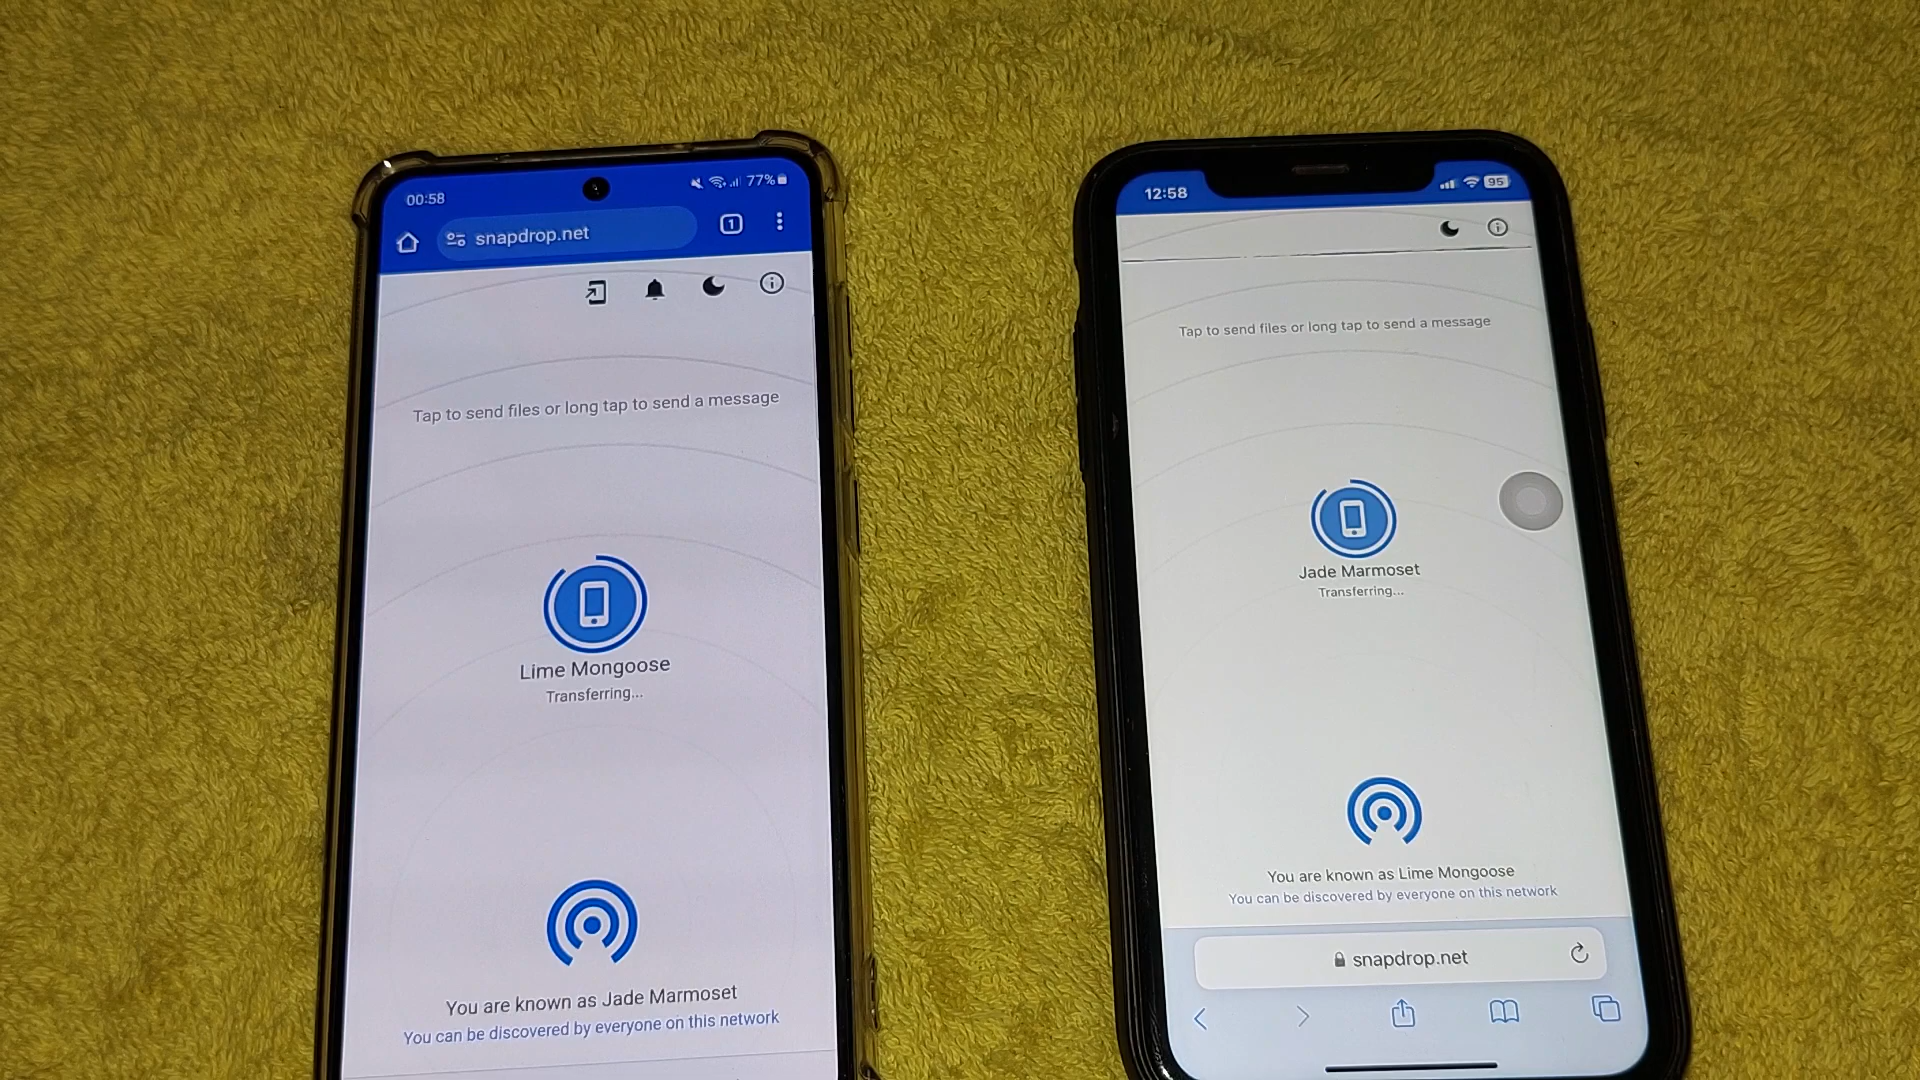 00:58
77%
snapdrop.net
1
Tap to send files or long tap to send a message
Lime Mongoose
Transferring...
You are known as Jade Marmoset
You can be discovered by everyone on this network
12:58
95
Tap to send files or long tap to send a message
Jade Marmoset
Transferring...
You are known as Lime Mongoose
You can be discovered by everyone on this network
snapdrop.net